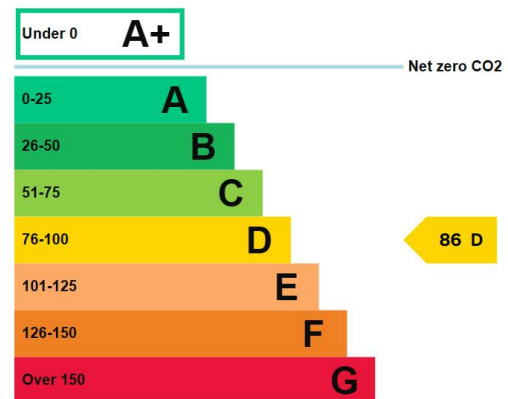 Under 0 A+
Net zero CO2
0-25 A
26-50 B
51-75 C
76-100 D 86 D
101-125 E
126-150 F
Over 150 G